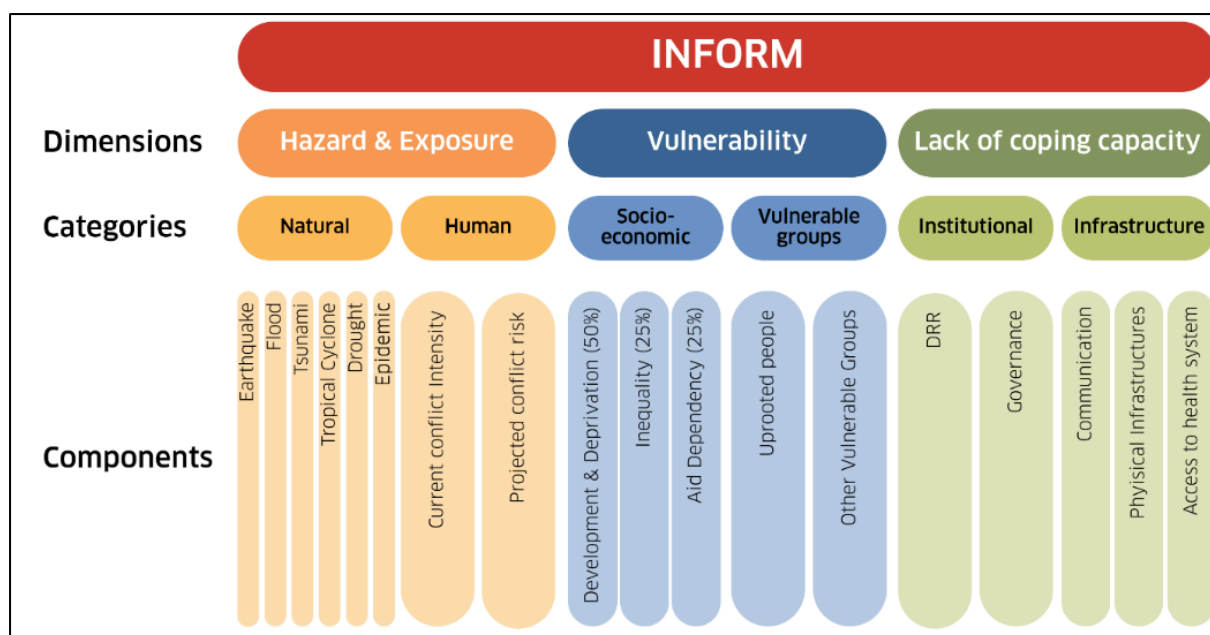 INFORM
Dimensions
Hazard & Exposure
Vulnerability
Lack of coping capacity
Categories
Natural
Human
Socio-
economic
Vulnerable
groups
Institutional
Infrastructure
Components
Earthquake
Flood
Tsunami
Tropical Cyclone
Drought
Epidemic
Current conflict Intensity
Projected conflict risk
Development & Deprivation (50%)
Inequality (25%)
Aid Dependency (25%)
Uprooted people
Other Vulnerable Groups
DRR
Governance
Communication
Phyisical Infrastructures
Access to health system